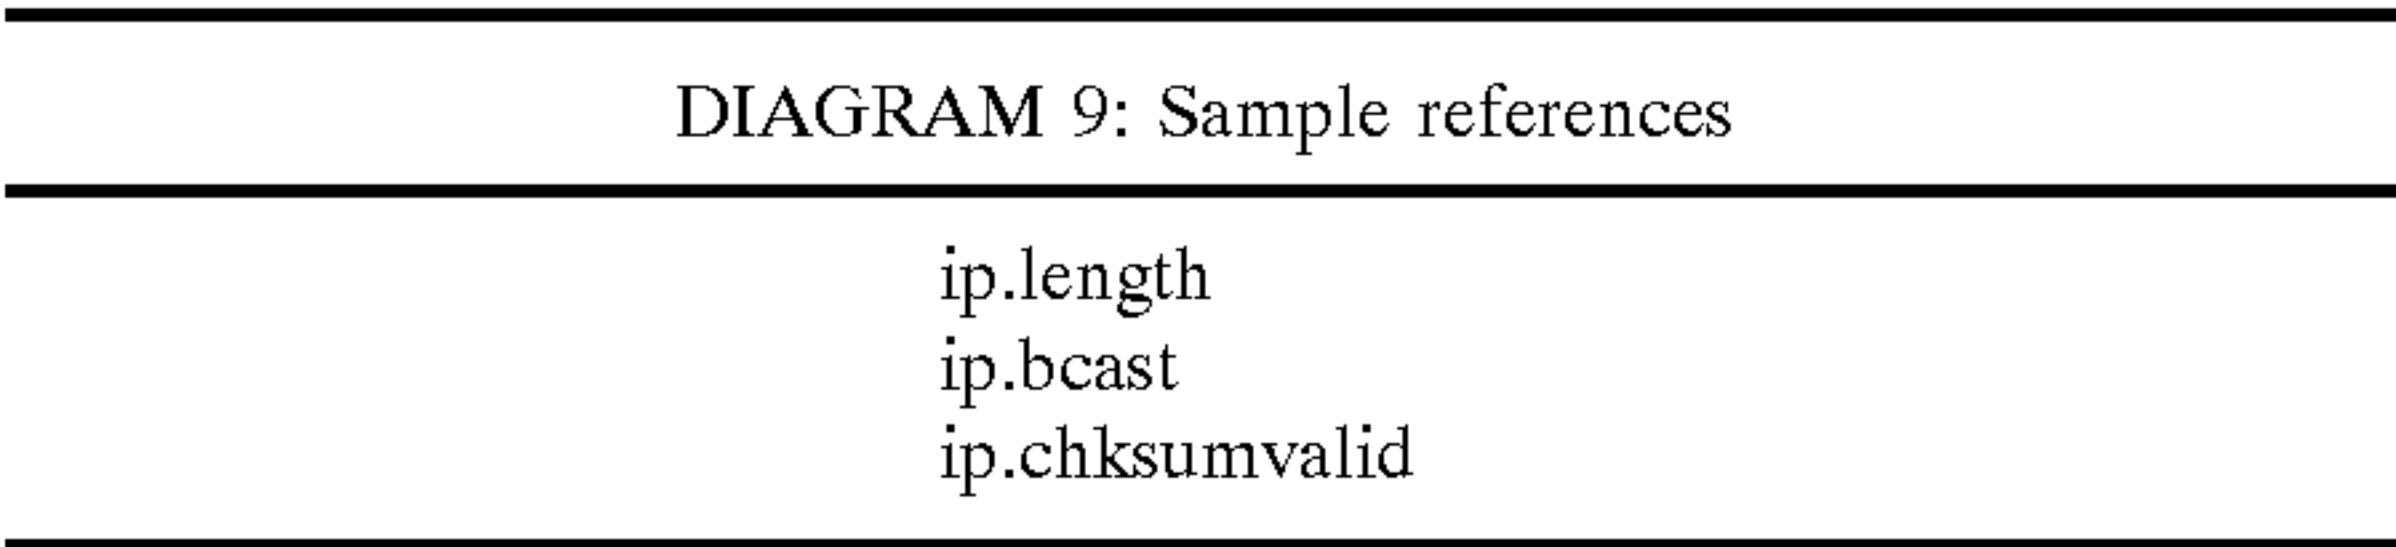 DIAGRAM 9: Sample references
ip.length
ip.bcast
ip.chksumvalid